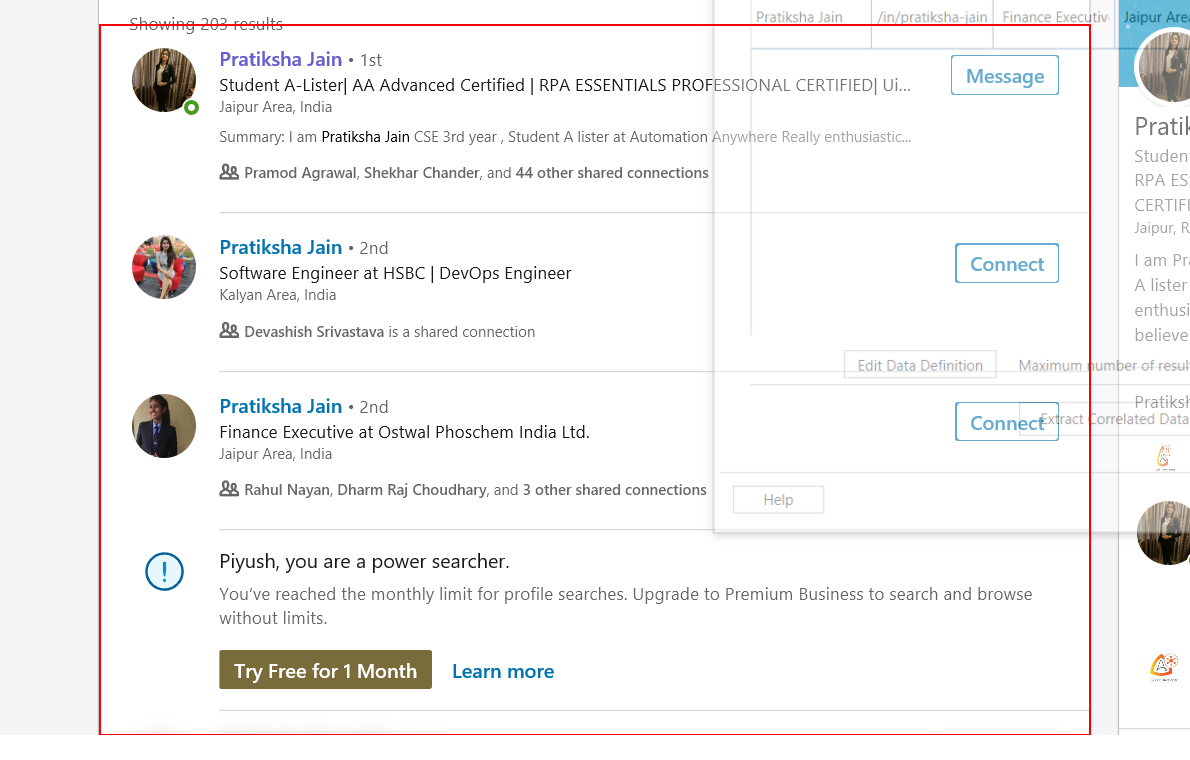 Showing 203 results
Pratiksha Jain • 1st
Student A-Lister| AA Advanced Certified | RPA ESSENTIALS PROFESSIONAL CERTIFIED| Ui...
Jaipur Area, India
Summary: I am Pratiksha Jain CSE 3rd year , Student A lister at Automation Anywhere Really enthusiastic...
Pramod Agrawal, Shekhar Chander, and 44 other shared connections
Message
Pratiksha Jain • 2nd
Software Engineer at HSBC | DevOps Engineer
Kalyan Area, India
Devashish Srivastava is a shared connection
Connect
Pratiksha Jain • 2nd
Finance Executive at Ostwal Phoschem India Ltd.
Jaipur Area, India
Rahul Nayan, Dharm Raj Choudhary, and 3 other shared connections
Connect
Piyush, you are a power searcher.
You've reached the monthly limit for profile searches. Upgrade to Premium Business to search and browse
without limits.
Try Free for 1 Month Learn more
Pratiksha Jain /in/pratiksha-jain Finance Executiv Jaipur Area
Edit Data Definition Maximum number of result
Extract Correlated Data
Help
Pratik
Student
RPA ES
CERTIFI
Jaipur, R
I am Pra
A lister
enthusi
believe
Pratiksh